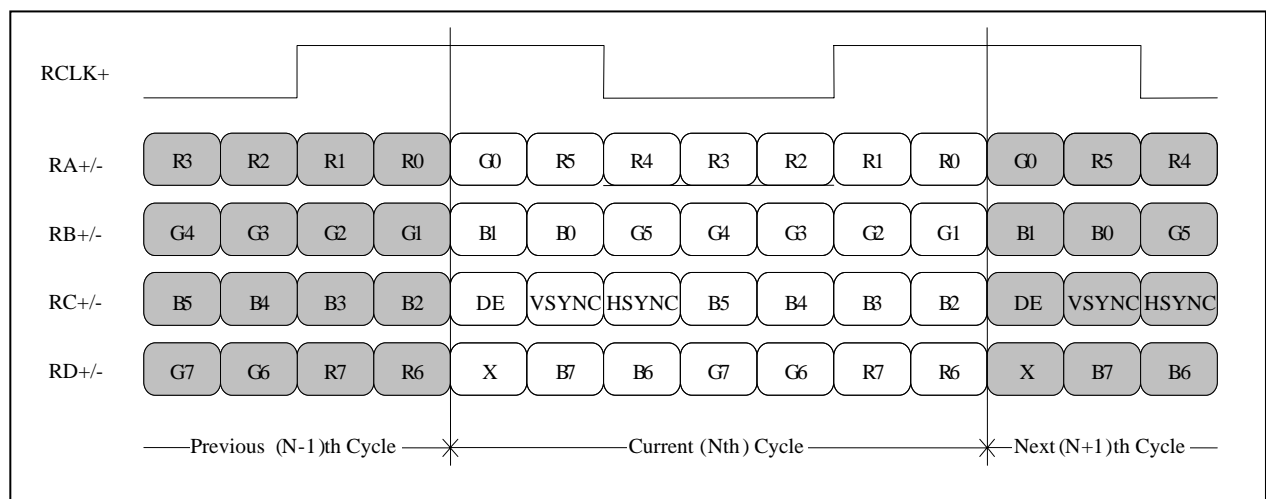 RCLK+
RA+/- R3 R2 R1 R0 G0 R5 R4 R3 R2 R1 R0 G0 R5 R4
RB+/- G4 G3 G2 G1 B1 B0 G5 G4 G3 G2 G1 B1 B0 G5
RC+/- B5 B4 B3 B2 DE VSYNC HSYNC B5 B4 B3 B2 DE VSYNC HSYNC
RD+/- G7 G6 R7 R6 X B7 B6 G7 G6 R7 R6 X B7 B6
Previous (N-1)th Cycle Current (Nth) Cycle Next (N+1)th Cycle